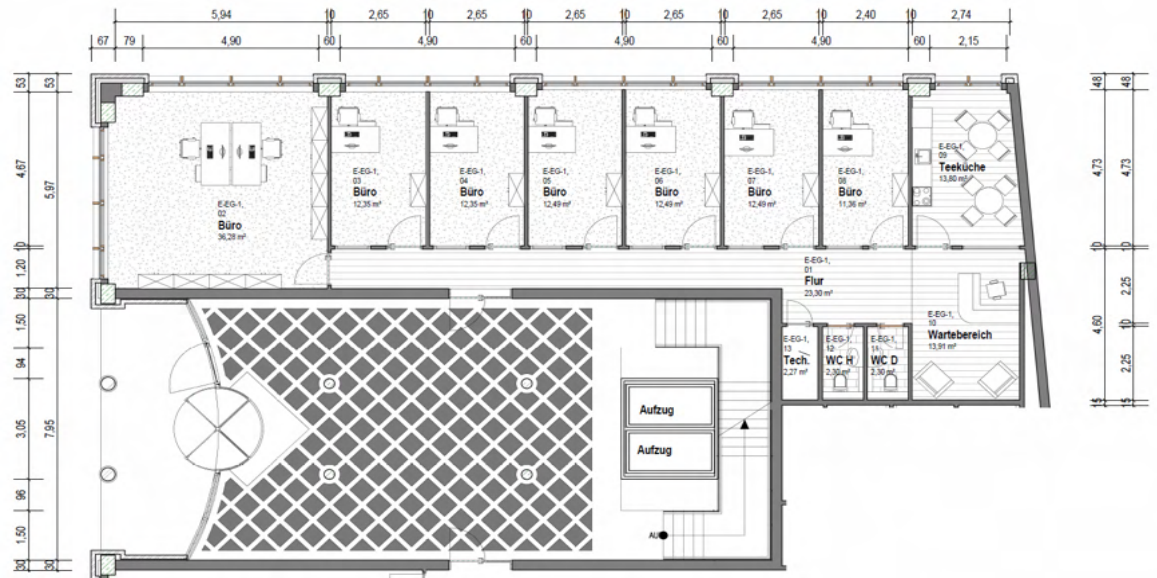 5,94 10 2,65 10 2,65 10 2,65 10 2,65 10 2,65 10 2,40 10 2,74
67 79 4,90 60 4,90 60 4,90 60 4,90 60 2,15
53 53
4,67 5,97
10
1,20
30 30
1,50
94
3,05 7,95
96
1,50
30 30
48 48
4,73 4,73
10 10
2,25
4,60 10
2,25
15 15
E-EG-1,
02
Büro
36,28 m²
E-EG-1,
03
Büro
12,35 m²
E-EG-1,
04
Büro
12,35 m²
E-EG-1,
05
Büro
12,49 m²
E-EG-1,
06
Büro
12,49 m²
E-EG-1,
07
Büro
12,49 m²
E-EG-1,
08
Büro
11,36 m²
E-EG-1,
09
Teeküche
13,80 m²
E-EG-1,
01
Flur
23,30 m²
E-EG-1,
10
Wartebereich
13,91 m²
E-EG-1,
13
Tech.
2,27 m²
E-EG-1,
12
WC H
2,30 m²
E-EG-1,
11
WC D
2,30 m²
Aufzug
Aufzug
AU